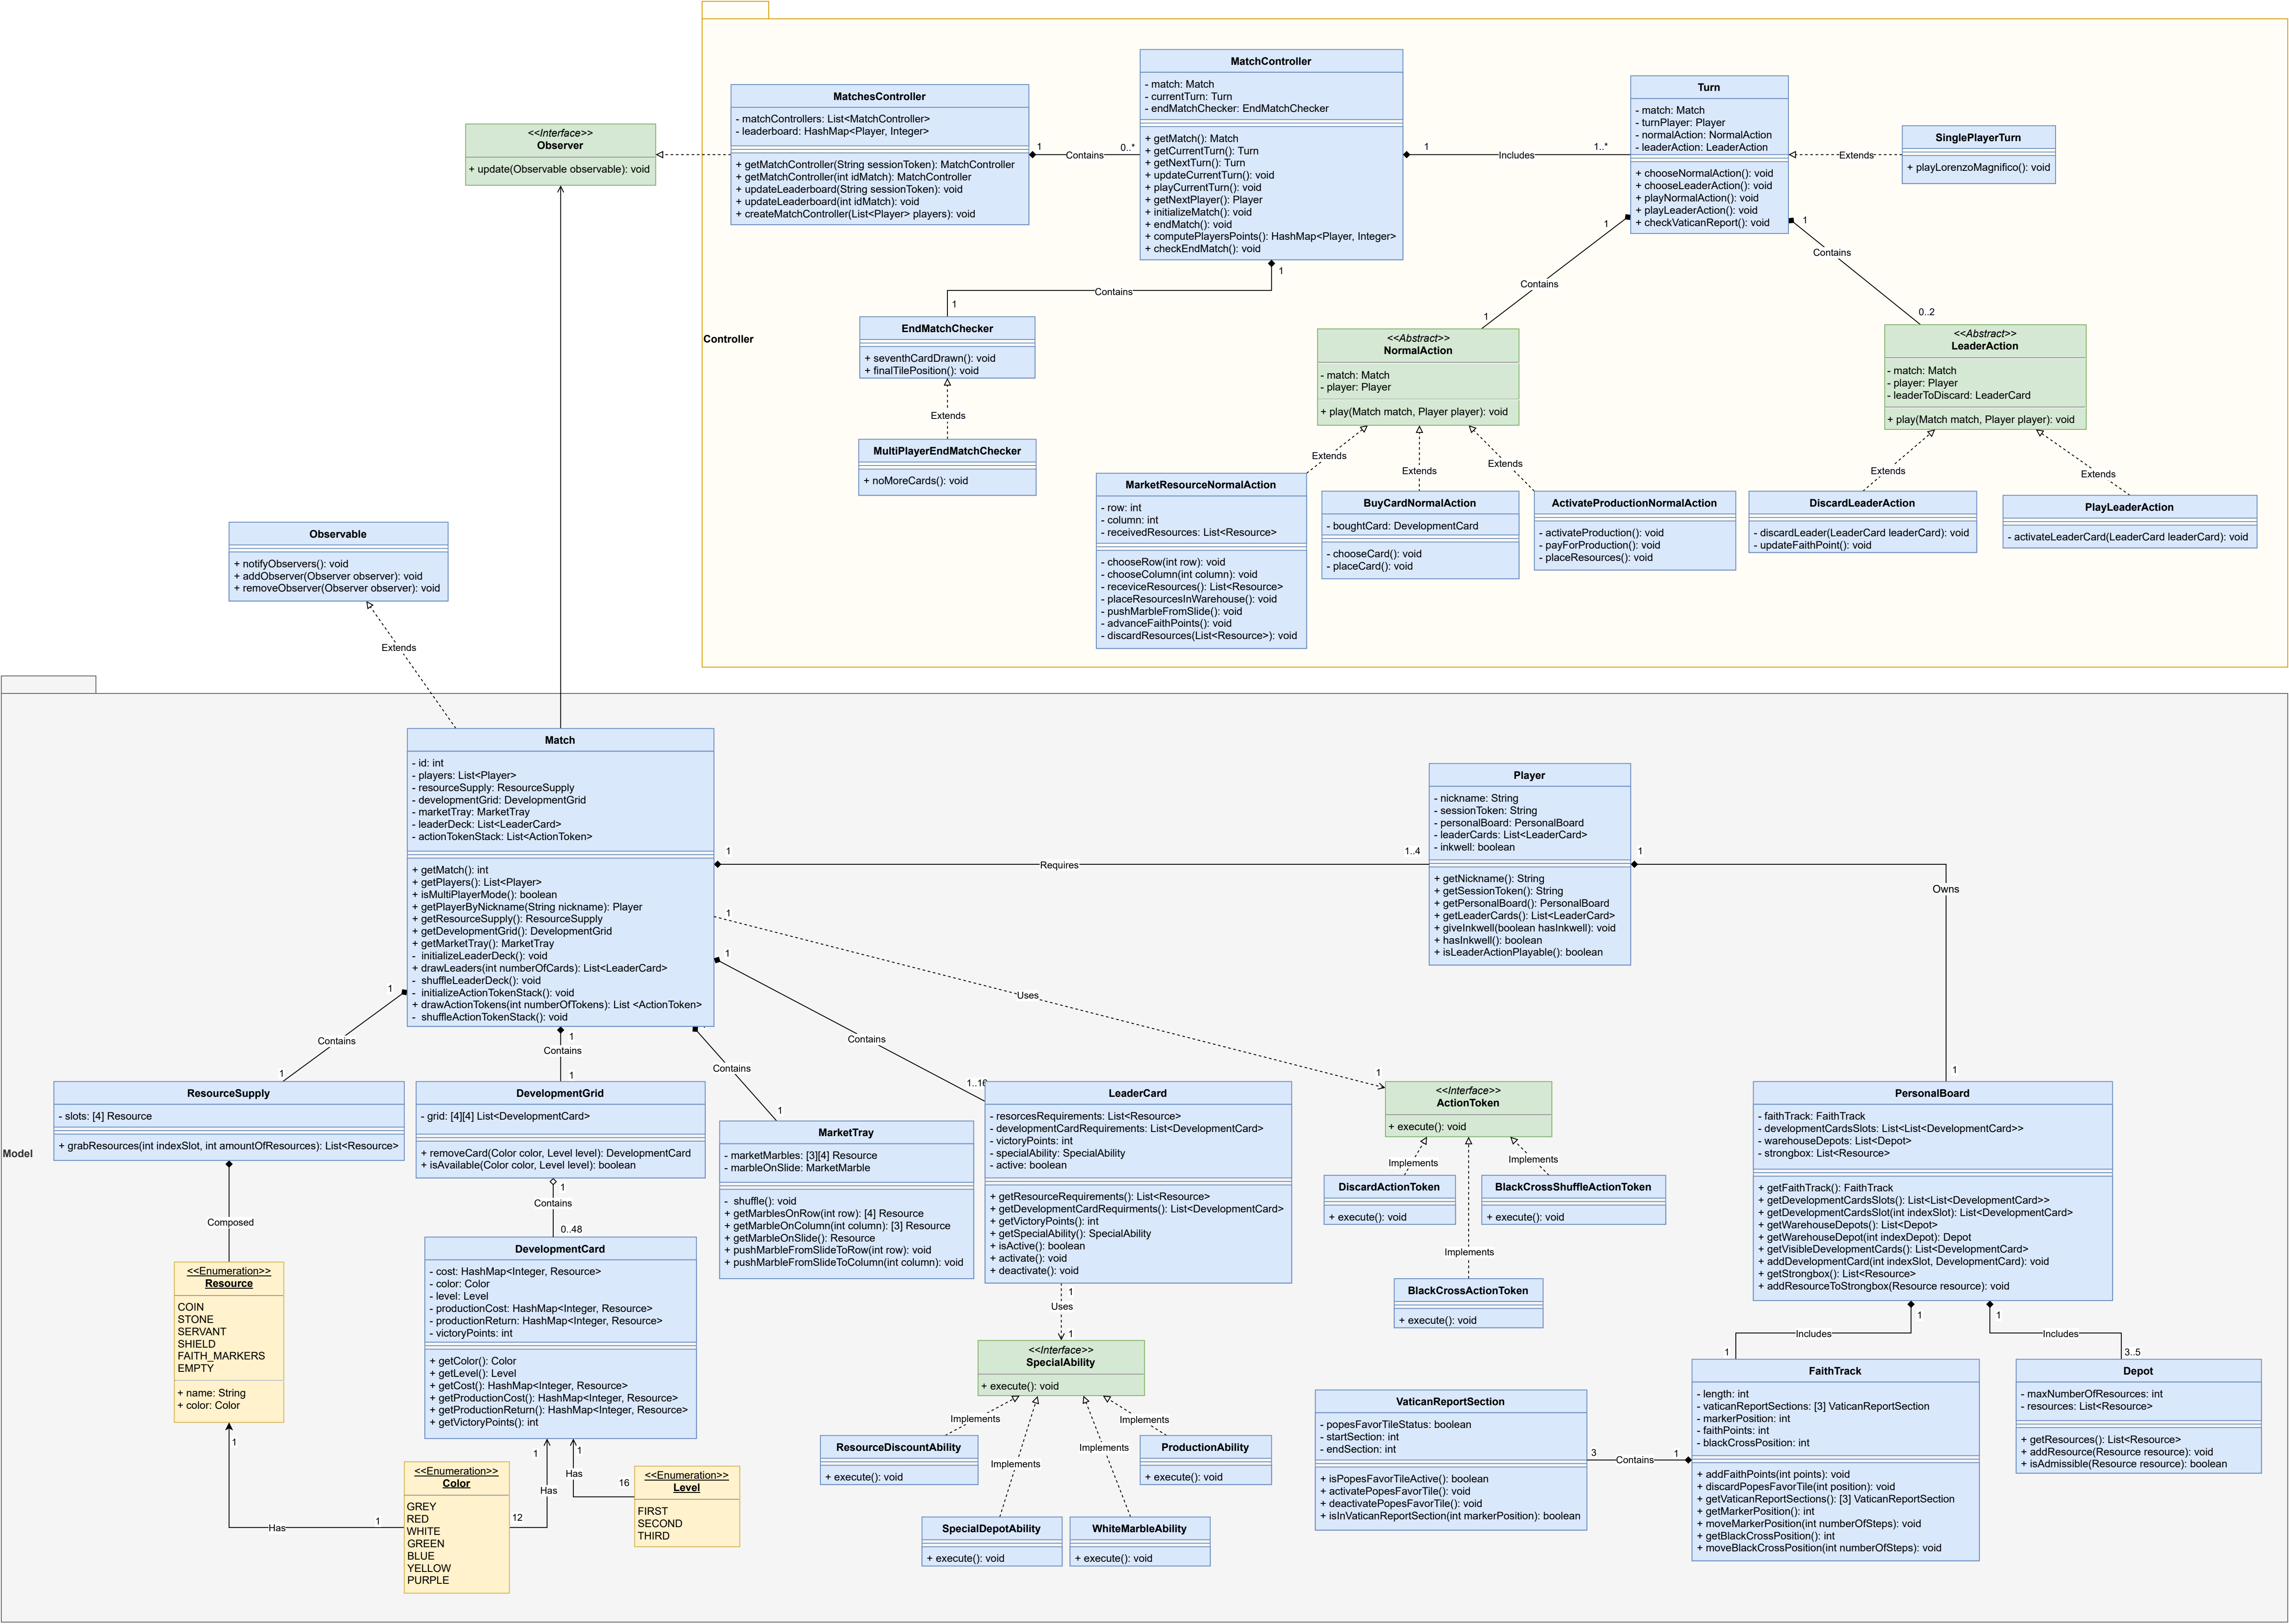 MatchController
- match: Match
- currentTurn: Turn
- endMatchChecker: EndMatchChecker
+ getMatch(): Match
+ getCurrentTurn(): Turn
+ getNextTurn(): Turn
+ updateCurrentTurn(): void
+ playCurrentTurn(): void
+ getNextPlayer(): Player
+ initializeMatch(): void
+ endMatch(): void
+ computePlayersPoints(): HashMap<Player, Integer>
+ checkEndMatch(): void
MatchesController
- matchControllers: List<MatchController>
- leaderboard: HashMap<Player, Integer>
+ getMatchController(String sessionToken): MatchController
+ getMatchController(int idMatch): MatchController
+ updateLeaderboard(String sessionToken): void
+ updateLeaderboard(int idMatch): void
+ createMatchController(List<Player> players): void
1
Contains
0..*
1
Includes
1..*
Turn
- match: Match
- turnPlayer: Player
- normalAction: NormalAction
- leaderAction: LeaderAction
+ chooseNormalAction(): void
+ chooseLeaderAction(): void
+ playNormalAction(): void
+ playLeaderAction(): void
+ checkVaticanReport(): void
Extends
SinglePlayerTurn
+ playLorenzoMagnifico(): void
<<Interface>>
Observer
+ update(Observable observable): void
1
Contains
1
1
Contains
1
1
Contains
0..2
EndMatchChecker
+ seventhCardDrawn(): void
+ finalTilePosition(): void
Extends
MultiPlayerEndMatchChecker
+ noMoreCards(): void
Controller
<<Abstract>>
NormalAction
- match: Match
- player: Player
+ play(Match match, Player player): void
<<Abstract>>
LeaderAction
- match: Match
- player: Player
- leaderToDiscard: LeaderCard
+ play(Match match, Player player): void
Extends
Extends
Extends
Extends
Extends
MarketResourceNormalAction
- row: int
- column: int
- receivedResources: List<Resource>
- chooseRow(int row): void
- chooseColumn(int column): void
- receviceResources(): List<Resource>
- placeResourcesInWarehouse(): void
- pushMarbleFromSlide(): void
- advanceFaithPoints(): void
- discardResources(List<Resource>): void
BuyCardNormalAction
- boughtCard: DevelopmentCard
- chooseCard(): void
- placeCard(): void
ActivateProductionNormalAction
- activateProduction(): void
- payForProduction(): void
- placeResources(): void
DiscardLeaderAction
- discardLeader(LeaderCard leaderCard): void
- updateFaithPoint(): void
PlayLeaderAction
- activateLeaderCard(LeaderCard leaderCard): void
Observable
+ notifyObservers(): void
+ addObserver(Observer observer): void
+ removeObserver(Observer observer): void
Extends
Model
Match
- id: int
- players: List<Player>
- resourceSupply: ResourceSupply
- developmentGrid: DevelopmentGrid
- marketTray: MarketTray
- leaderDeck: List<LeaderCard>
- actionTokenStack: List<ActionToken>
+ getMatch(): int
+ getPlayers(): List<Player>
+ isMultiPlayerMode(): boolean
+ getPlayerByNickname(String nickname): Player
+ getResourceSupply(): ResourceSupply
+ getDevelopmentGrid(): DevelopmentGrid
+ getMarketTray(): MarketTray
-  initializeLeaderDeck(): void
+ drawLeaders(int numberOfCards): List<LeaderCard>
-  shuffleLeaderDeck(): void
-  initializeActionTokenStack(): void
+ drawActionTokens(int numberOfTokens): List <ActionToken>
-  shuffleActionTokenStack(): void
1
Requires
1..4
Player
- nickname: String
- sessionToken: String
- personalBoard: PersonalBoard
- leaderCards: List<LeaderCard>
- inkwell: boolean
+ getNickname(): String
+ getSessionToken(): String
+ getPersonalBoard(): PersonalBoard
+ getLeaderCards(): List<LeaderCard>
+ giveInkwell(boolean hasInkwell): void
+ hasInkwell(): boolean
+ isLeaderActionPlayable(): boolean
1
Owns
1
1
Uses
1
1
Contains
1
1
Contains
1
Contains
1
1
Contains
1..16
ResourceSupply
- slots: [4] Resource
+ grabResources(int indexSlot, int amountOfResources): List<Resource>
Composed
<<Enumeration>>
Resource
COIN
STONE
SERVANT
SHIELD
FAITH_MARKERS
EMPTY
+ name: String
+ color: Color
1
Has
1
DevelopmentGrid
- grid: [4][4] List<DevelopmentCard>
+ removeCard(Color color, Level level): DevelopmentCard
+ isAvailable(Color color, Level level): boolean
1
Contains
0..48
DevelopmentCard
- cost: HashMap<Integer, Resource>
- color: Color
- level: Level
- productionCost: HashMap<Integer, Resource>
- productionReturn: HashMap<Integer, Resource>
- victoryPoints: int
+ getColor(): Color
+ getLevel(): Level
+ getCost(): HashMap<Integer, Resource>
+ getProductionCost(): HashMap<Integer, Resource>
+ getProductionReturn(): HashMap<Integer, Resource>
+ getVictoryPoints(): int
1
Has
12
1
Has
16
<<Enumeration>>
Color
GREY
RED
WHITE
GREEN
BLUE
YELLOW
PURPLE
<<Enumeration>>
Level
FIRST
SECOND
THIRD
MarketTray
- marketMarbles: [3][4] Resource
- marbleOnSlide: MarketMarble
-  shuffle(): void
+ getMarblesOnRow(int row): [4] Resource
+ getMarbleOnColumn(int column): [3] Resource
+ getMarbleOnSlide(): Resource
+ pushMarbleFromSlideToRow(int row): void
+ pushMarbleFromSlideToColumn(int column): void
LeaderCard
- resorcesRequirements: List<Resource>
- developmentCardRequirements: List<DevelopmentCard>
- victoryPoints: int
- specialAbility: SpecialAbility
- active: boolean
+ getResourceRequirements(): List<Resource>
+ getDevelopmentCardRequirments(): List<DevelopmentCard>
+ getVictoryPoints(): int
+ getSpecialAbility(): SpecialAbility
+ isActive(): boolean
+ activate(): void
+ deactivate(): void
1
Uses
1
<<Interface>>
SpecialAbility
+ execute(): void
Implements
Implements
Implements
Implements
ResourceDiscountAbility
+ execute(): void
ProductionAbility
+ execute(): void
SpecialDepotAbility
+ execute(): void
WhiteMarbleAbility
+ execute(): void
<<Interface>>
ActionToken
+ execute(): void
Implements
Implements
Implements
DiscardActionToken
+ execute(): void
BlackCrossShuffleActionToken
+ execute(): void
BlackCrossActionToken
+ execute(): void
PersonalBoard
- faithTrack: FaithTrack
- developmentCardsSlots: List<List<DevelopmentCard>>
- warehouseDepots: List<Depot>
- strongbox: List<Resource>
+ getFaithTrack(): FaithTrack
+ getDevelopmentCardsSlots(): List<List<DevelopmentCard>>
+ getDevelopmentCardsSlot(int indexSlot): List<DevelopmentCard>
+ getWarehouseDepots(): List<Depot>
+ getWarehouseDepot(int indexDepot): Depot
+ getVisibleDevelopmentCards(): List<DevelopmentCard>
+ addDevelopmentCard(int indexSlot, DevelopmentCard): void
+ getStrongbox(): List<Resource>
+ addResourceToStrongbox(Resource resource): void
1
Includes
1
1
Includes
3..5
VaticanReportSection
- popesFavorTileStatus: boolean
- startSection: int
- endSection: int
+ isPopesFavorTileActive(): boolean
+ activatePopesFavorTile(): void
+ deactivatePopesFavorTile(): void
+ isInVaticanReportSection(int markerPosition): boolean
3
Contains
1
FaithTrack
- length: int
- vaticanReportSections: [3] VaticanReportSection
- markerPosition: int
- faithPoints: int
- blackCrossPosition: int
+ addFaithPoints(int points): void
+ discardPopesFavorTile(int position): void
+ getVaticanReportSections(): [3] VaticanReportSection
+ getMarkerPosition(): int
+ moveMarkerPosition(int numberOfSteps): void
+ getBlackCrossPosition(): int
+ moveBlackCrossPosition(int numberOfSteps): void
Depot
- maxNumberOfResources: int
- resources: List<Resource>
+ getResources(): List<Resource>
+ addResource(Resource resource): void
+ isAdmissible(Resource resource): boolean